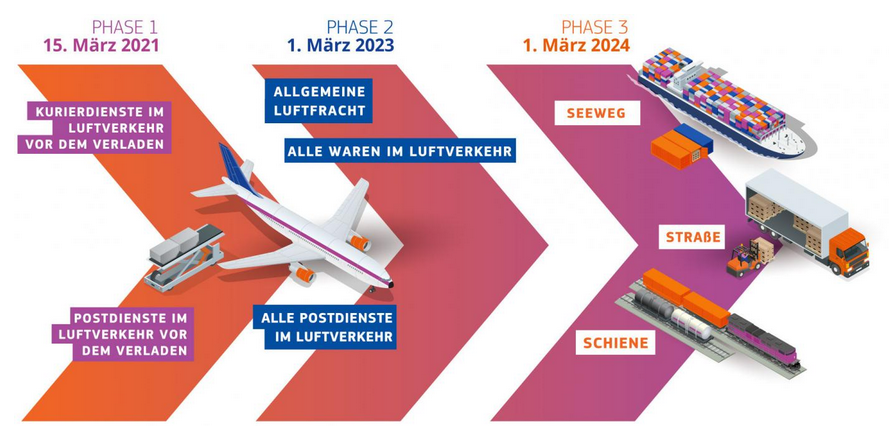 PHASE 1
15. März 2021
KURIERDIENSTE IM
LUFTVERKEHR
VOR DEM VERLADEN
POSTDIENSTE IM
LUFTVERKEHR VOR
DEM VERLADEN
PHASE 2
1. März 2023
ALLGEMEINE
LUFTFRACHT
ALLE WAREN IM LUFTVERKEHR
ALLE POSTDIENSTE
IM LUFTVERKEHR
PHASE 3
1. März 2024
SEEWEG
STRAßE
SCHIENE